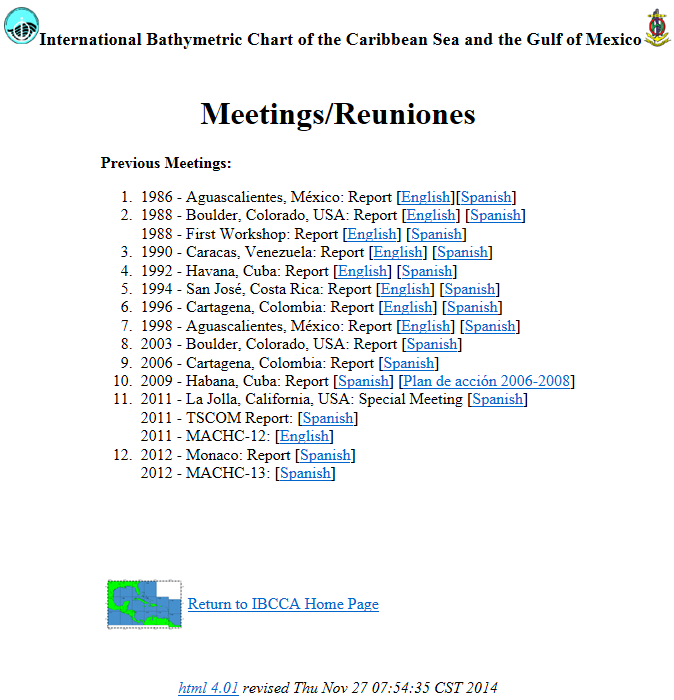 International Bathymetric Chart of the Caribbean Sea and the Gulf of Mexico
Meetings/Reuniones
Previous Meetings:
1. 1986 - Aguascalientes, México: Report [English][Spanish]
2. 1988 - Boulder, Colorado, USA: Report [English] [Spanish]
1988 - First Workshop: Report [English] [Spanish]
3. 1990 - Caracas, Venezuela: Report [English] [Spanish]
4. 1992 - Havana, Cuba: Report [English] [Spanish]
5. 1994 - San José, Costa Rica: Report [English] [Spanish]
6. 1996 - Cartagena, Colombia: Report [English] [Spanish]
7. 1998 - Aguascalientes, México: Report [English] [Spanish]
8. 2003 - Boulder, Colorado, USA: Report [Spanish]
9. 2006 - Cartagena, Colombia: Report [Spanish]
10. 2009 - Habana, Cuba: Report [Spanish] [Plan de acción 2006-2008]
11. 2011 - La Jolla, California, USA: Special Meeting [Spanish]
2011 - TSCOM Report: [Spanish]
2011 - MACHC-12: [English]
12. 2012 - Monaco: Report [Spanish]
2012 - MACHC-13: [Spanish]
Return to IBCCA Home Page
html 4.01 revised Thu Nov 27 07:54:35 CST 2014